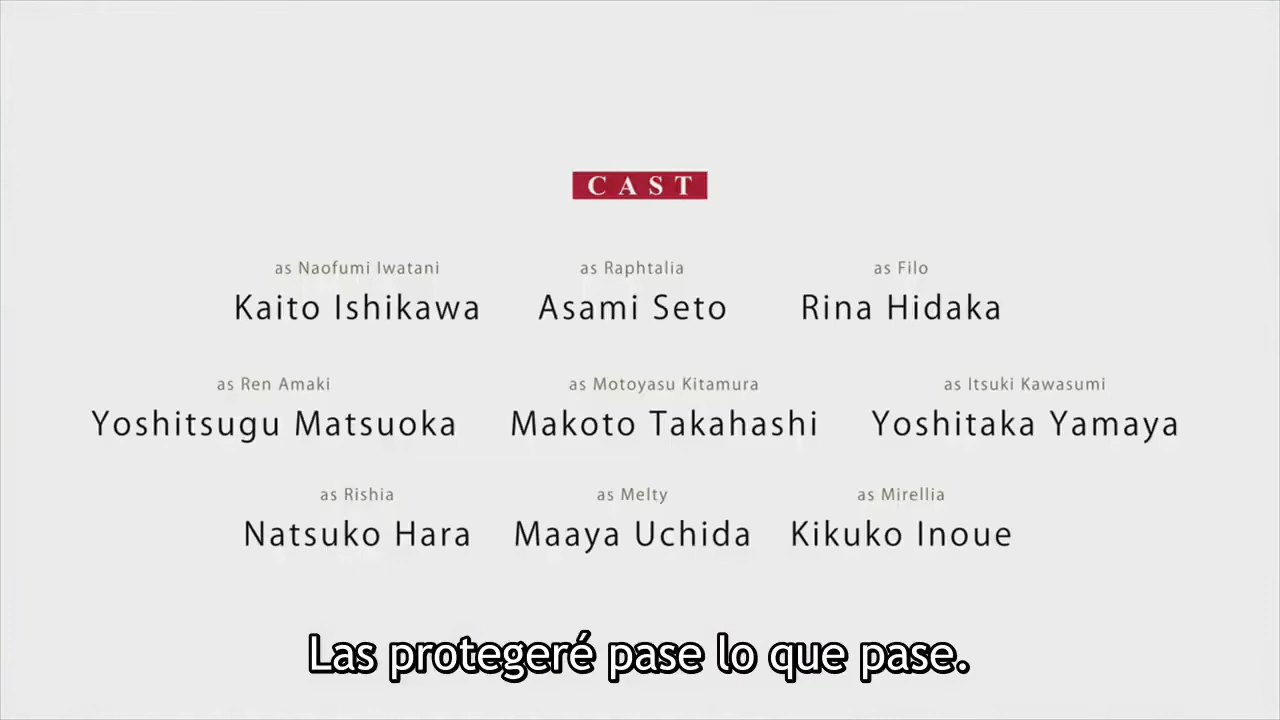 CAST
as Naofumi Iwatani as Raphtalia as Filo
Kaito Ishikawa Asami Seto Rina Hidaka
as Ren Amaki as Motoyasu Kitamura as Itsuki Kawasumi
Yoshitsugu Matsuoka Makoto Takahashi Yoshitaka Yamaya
as Rishia as Melty as Mirellia
Natsuko Hara Maaya Uchida Kikuko Inoue
Las protegeré pase lo que pase.